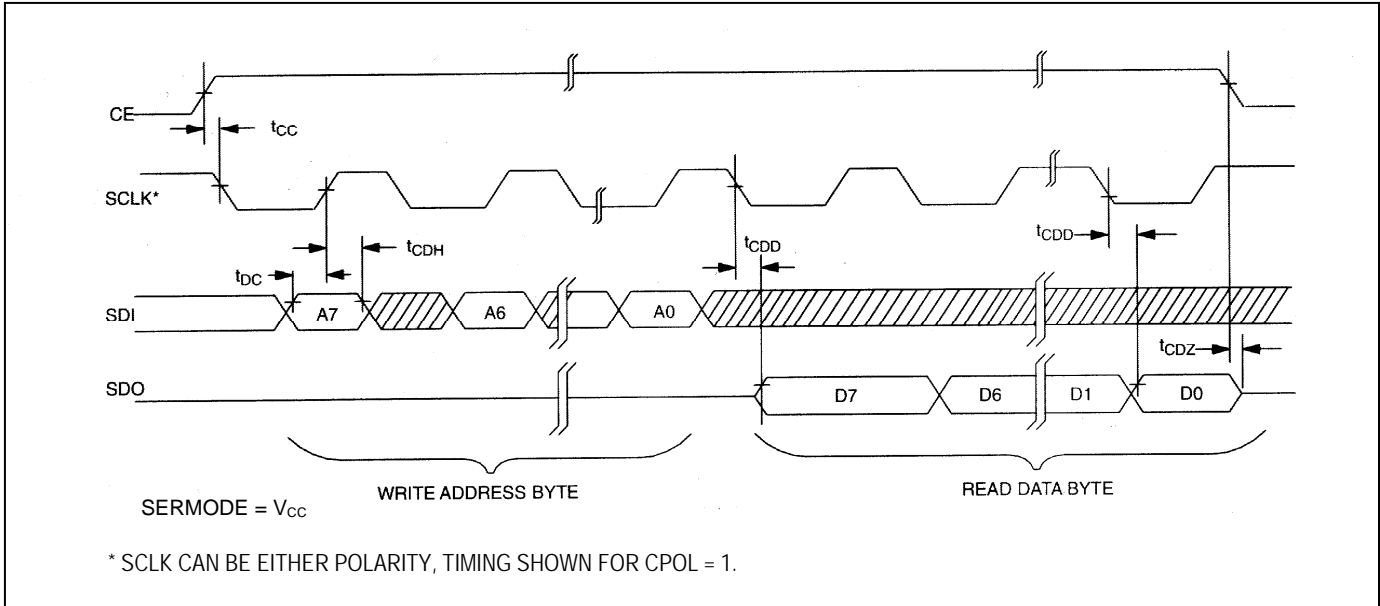 CE
tCC
SCLK*
tCDH
tCDD
tCDD
tDC
SDI
A7
A6
A0
tCDZ
SDO
D7
D6
D1
D0
WRITE ADDRESS BYTE
READ DATA BYTE
SERMODE = VCC
* SCLK CAN BE EITHER POLARITY, TIMING SHOWN FOR CPOL = 1.